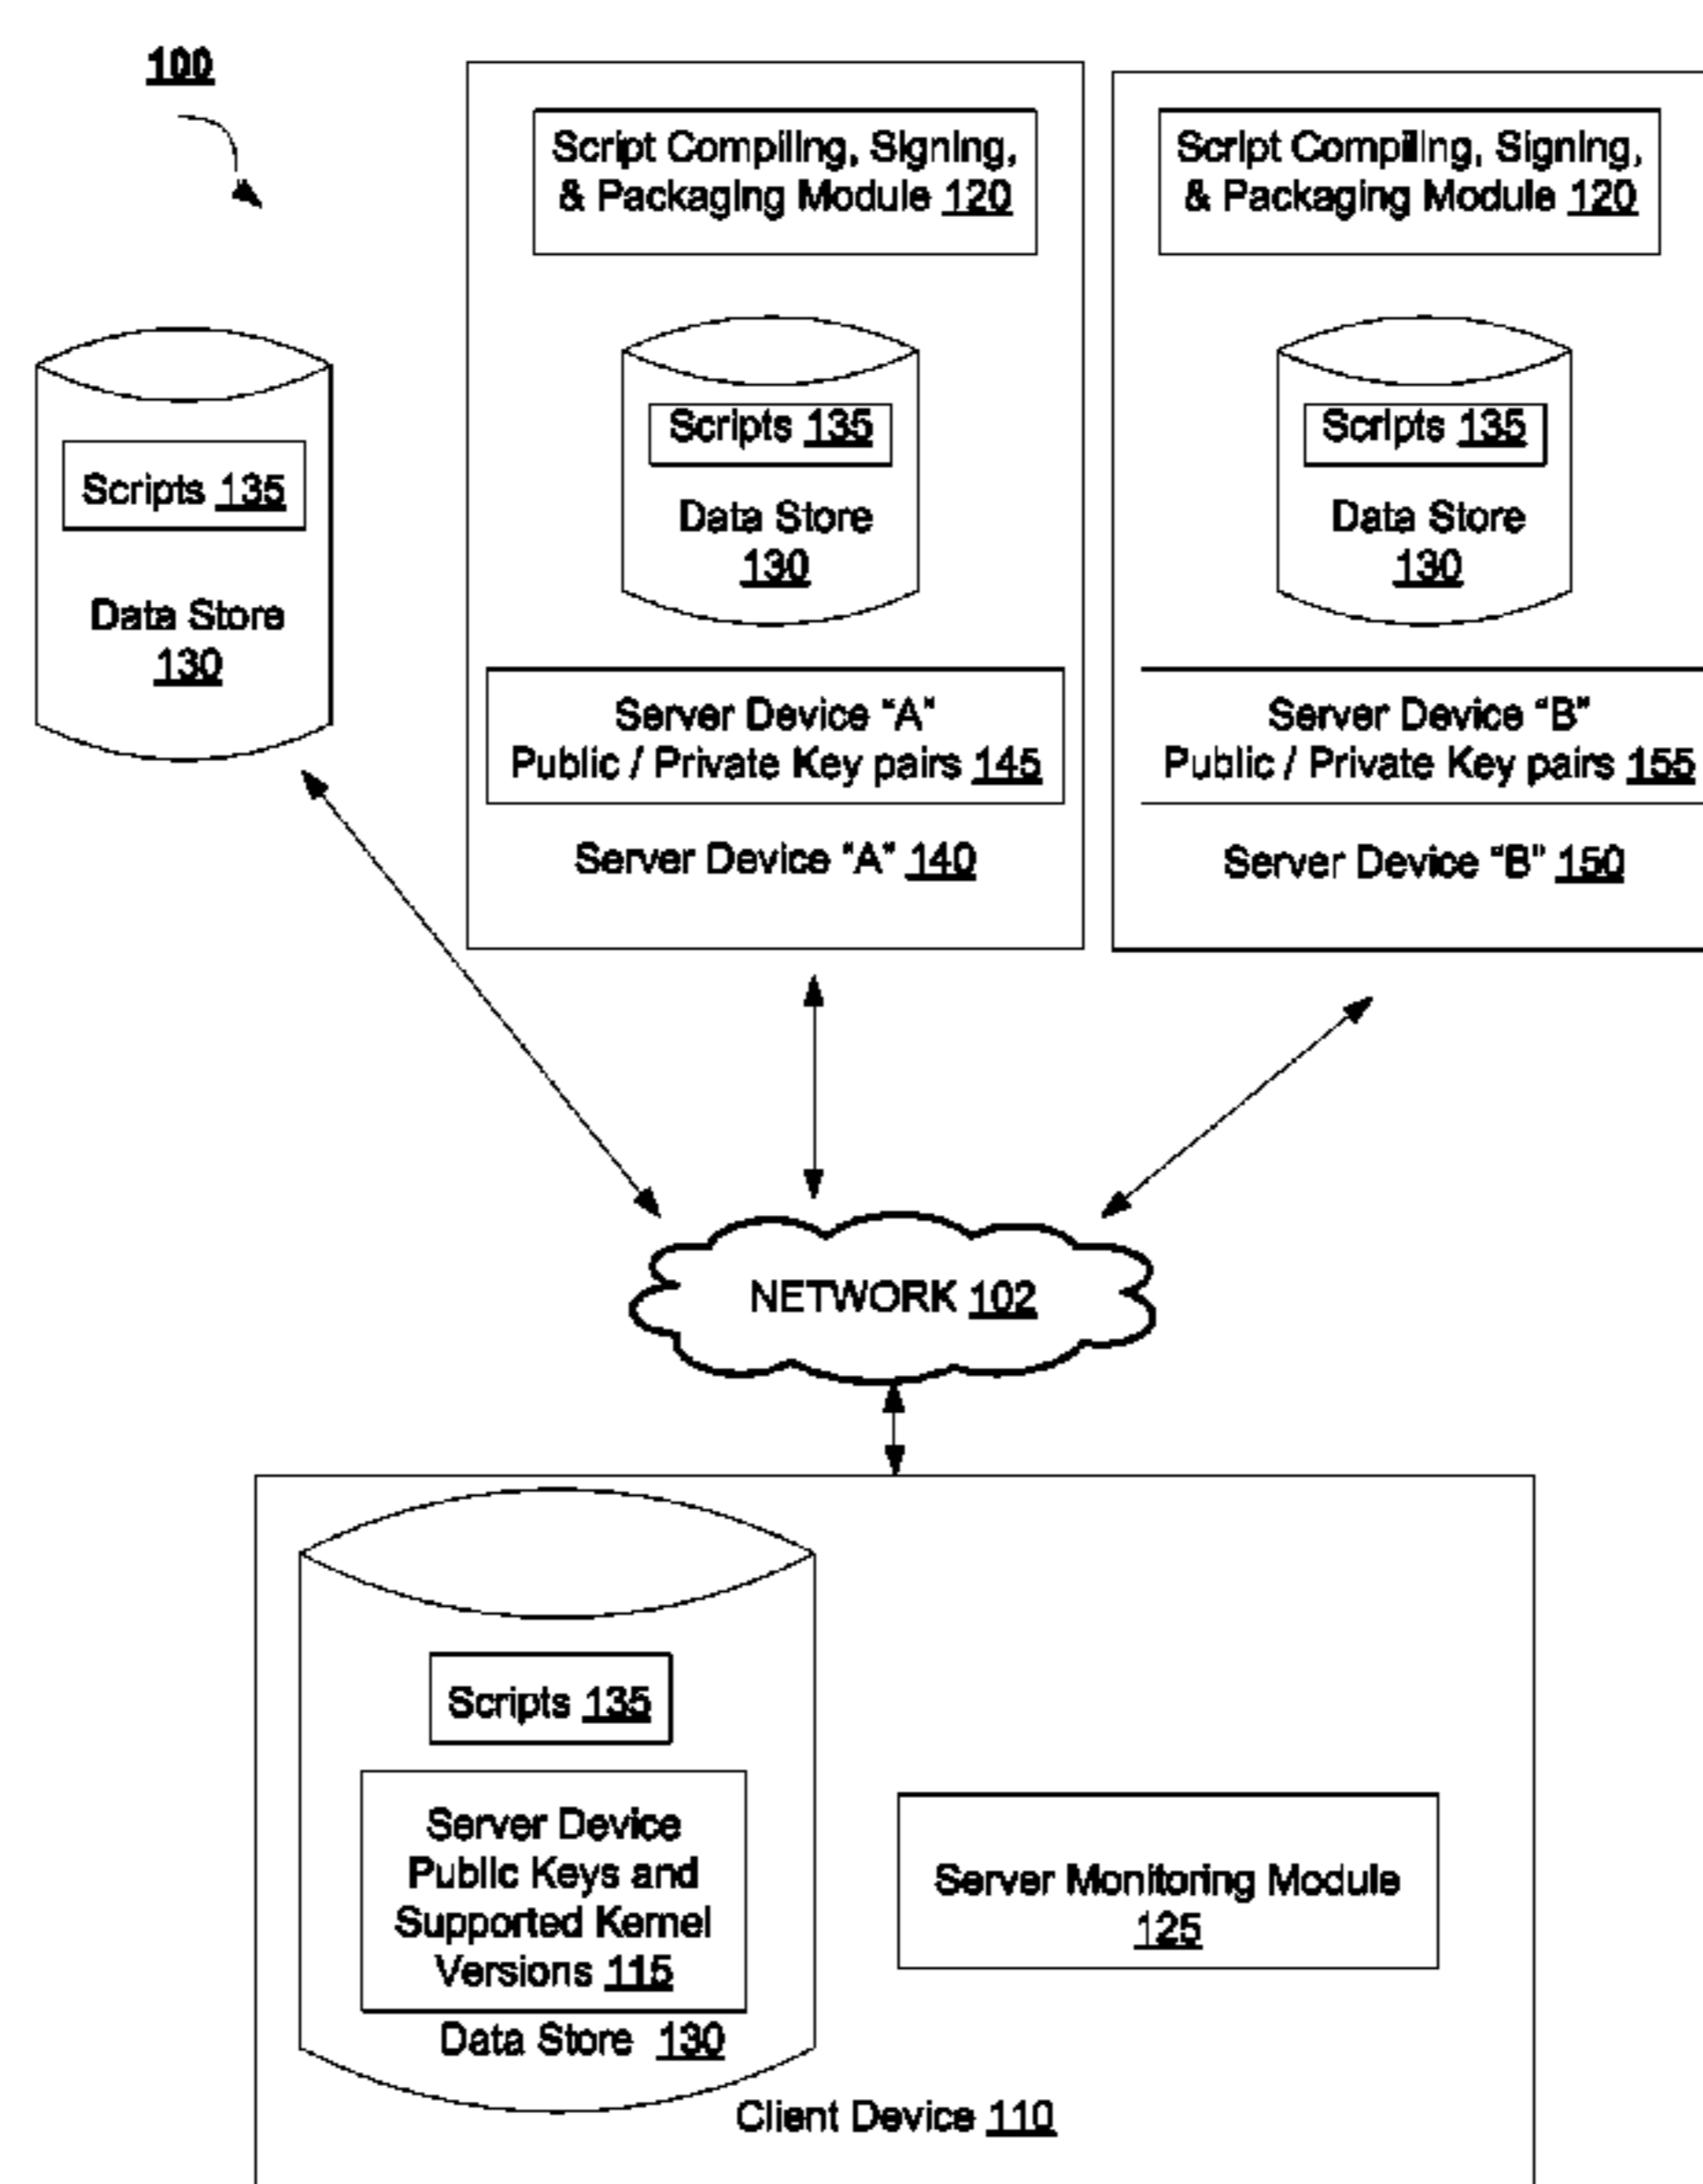 100
Scripts 135
Data Store
130
Script Compiling, Signing,
& Packaging Module 120
Scripts 135
Data Store
130
Server Device "A"
Public / Private Key pairs 145
Server Device "A" 140
Script Compiling, Signing,
& Packaging Module 120
Scripts 135
Data Store
130
Server Device "B"
Public / Private Key pairs 155
Server Device "B" 150
NETWORK 102
Scripts 135
Server Device
Public Keys and
Supported Kernel
Versions 115
Data Store 130
Server Monitoring Module
125
Client Device 110